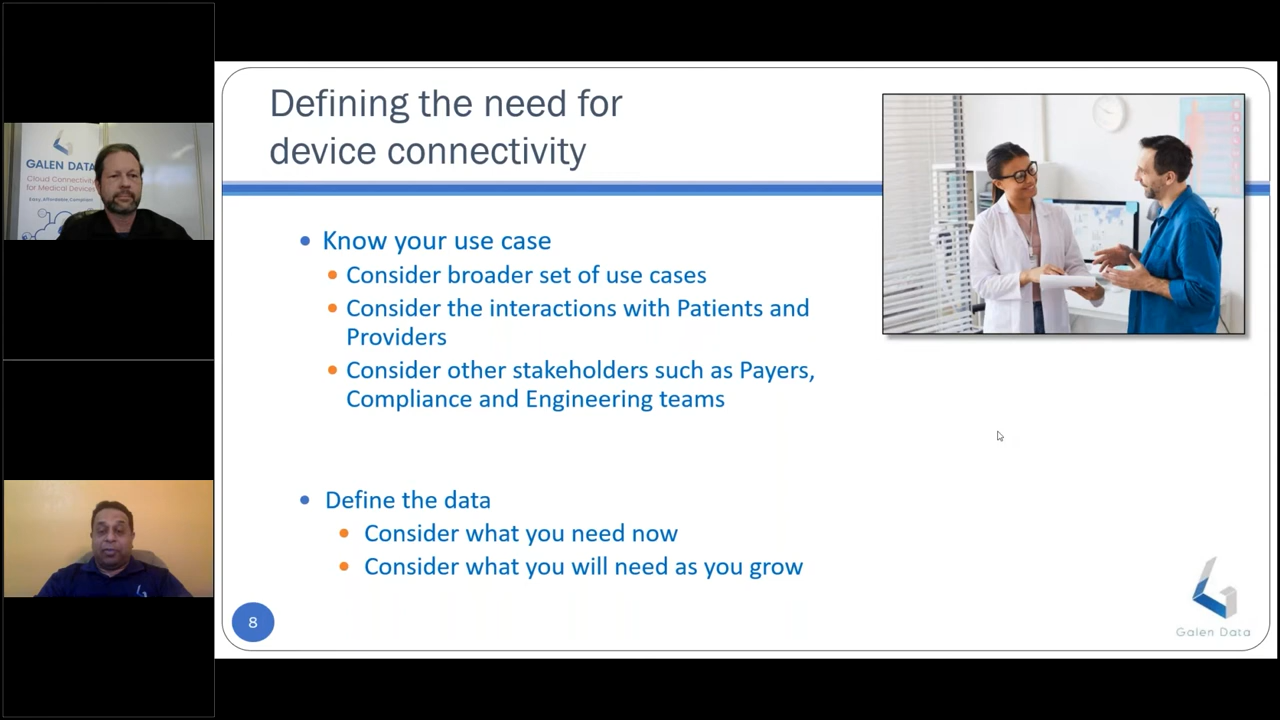 GALEN DATA
Cloud Connectivity
for Medical Devices
Easy, Affordable, Compliant
Defining the need for
device connectivity
Know your use case
Consider broader set of use cases
Consider the interactions with Patients and
Providers
Consider other stakeholders such as Payers,
Compliance and Engineering teams
Define the data
Consider what you need now
Consider what you will need as you grow
8
Galen Data